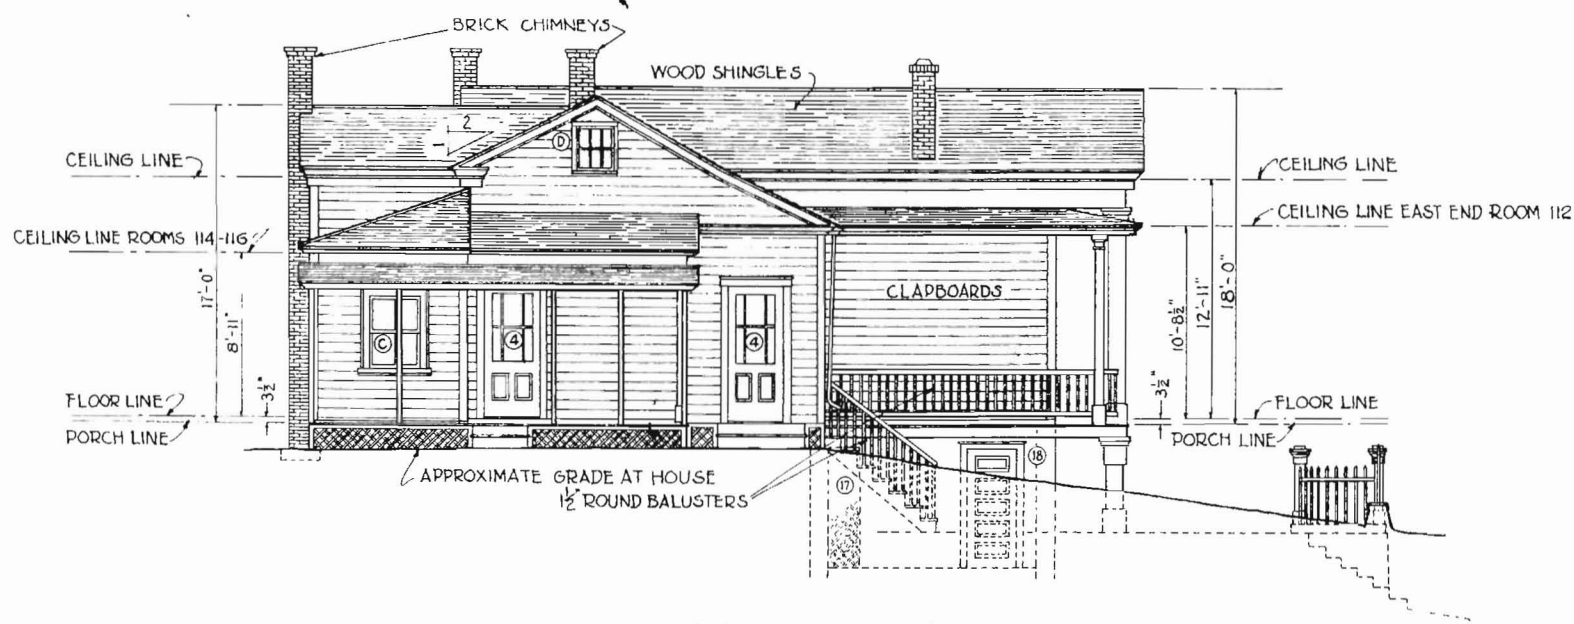 BRICK CHIMNEYS
WOOD SHINGLES
2
1
D
CEILING LINE
CEILING LINE
CEILING LINE EAST END ROOM 112
CEILING LINE ROOMS 114-116
17'-0"
8'-11"
3½"
CLAPBOARDS
10'-8½"
12'-11"
18'-0"
3½"
C
4
4
FLOOR LINE
PORCH LINE
FLOOR LINE
PORCH LINE
APPROXIMATE GRADE AT HOUSE
1½" ROUND BALUSTERS
17
18